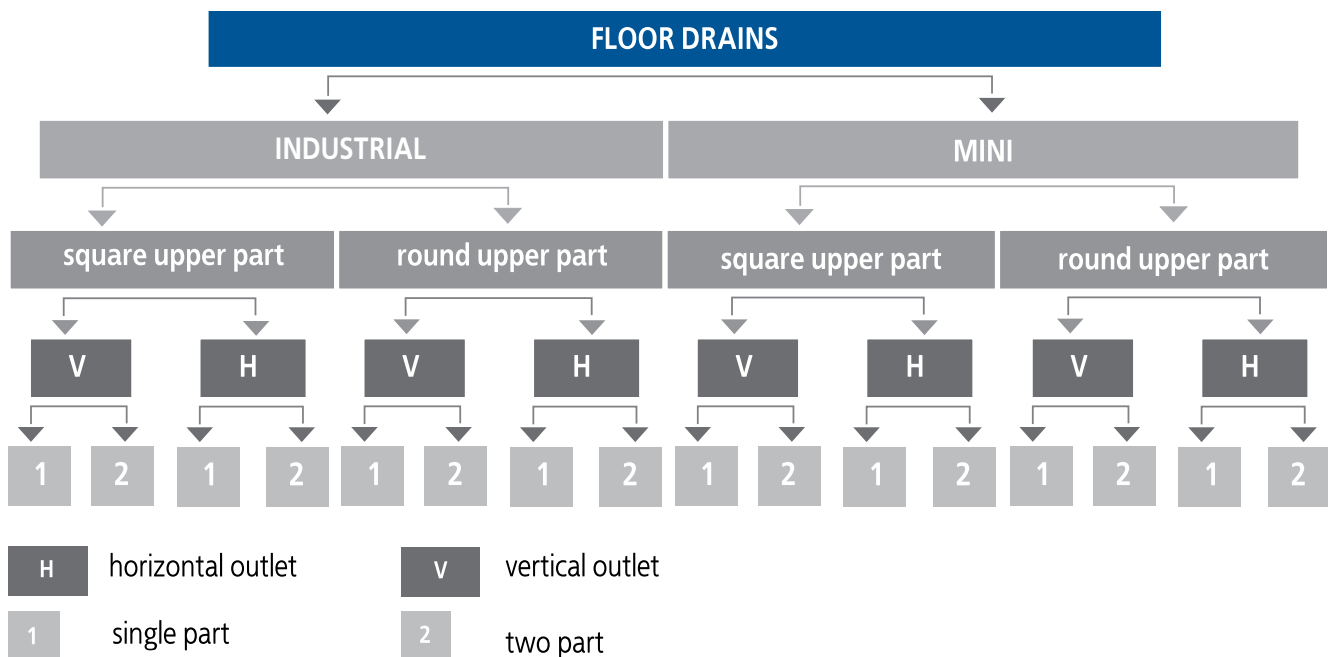 FLOOR DRAINS
INDUSTRIAL MINI
square upper part round upper part square upper part round upper part
V H V H V H V H
1 2 1 2 1 2 1 2 1 2 1 2 1 2 1 2
H horizontal outlet V vertical outlet
1 single part 2 two part